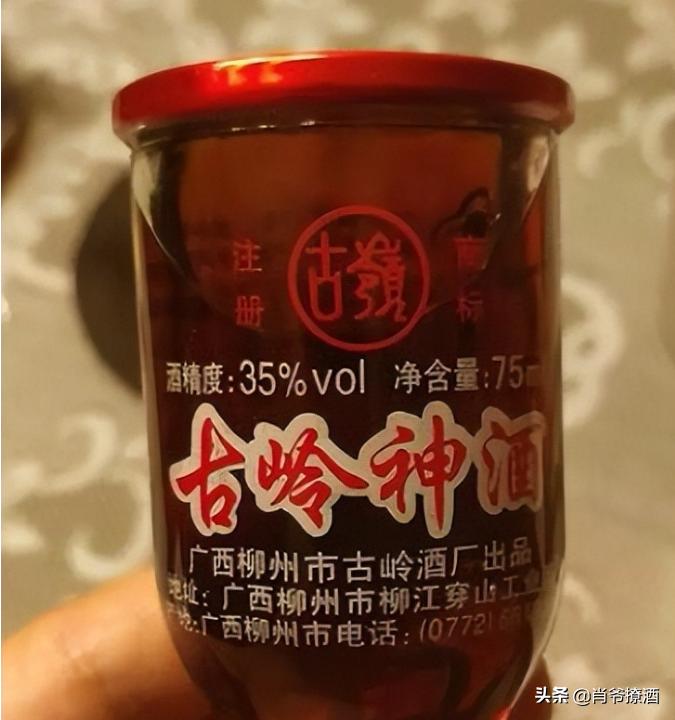 注册 古嶺 商标
酒精度:35%vol 净含量:75m
古岭神酒
广西柳州市古岭酒厂出品
地址:广西柳州市柳江穿山工业
广西柳州市电话:(0772)
头条 @肖爷撩酒